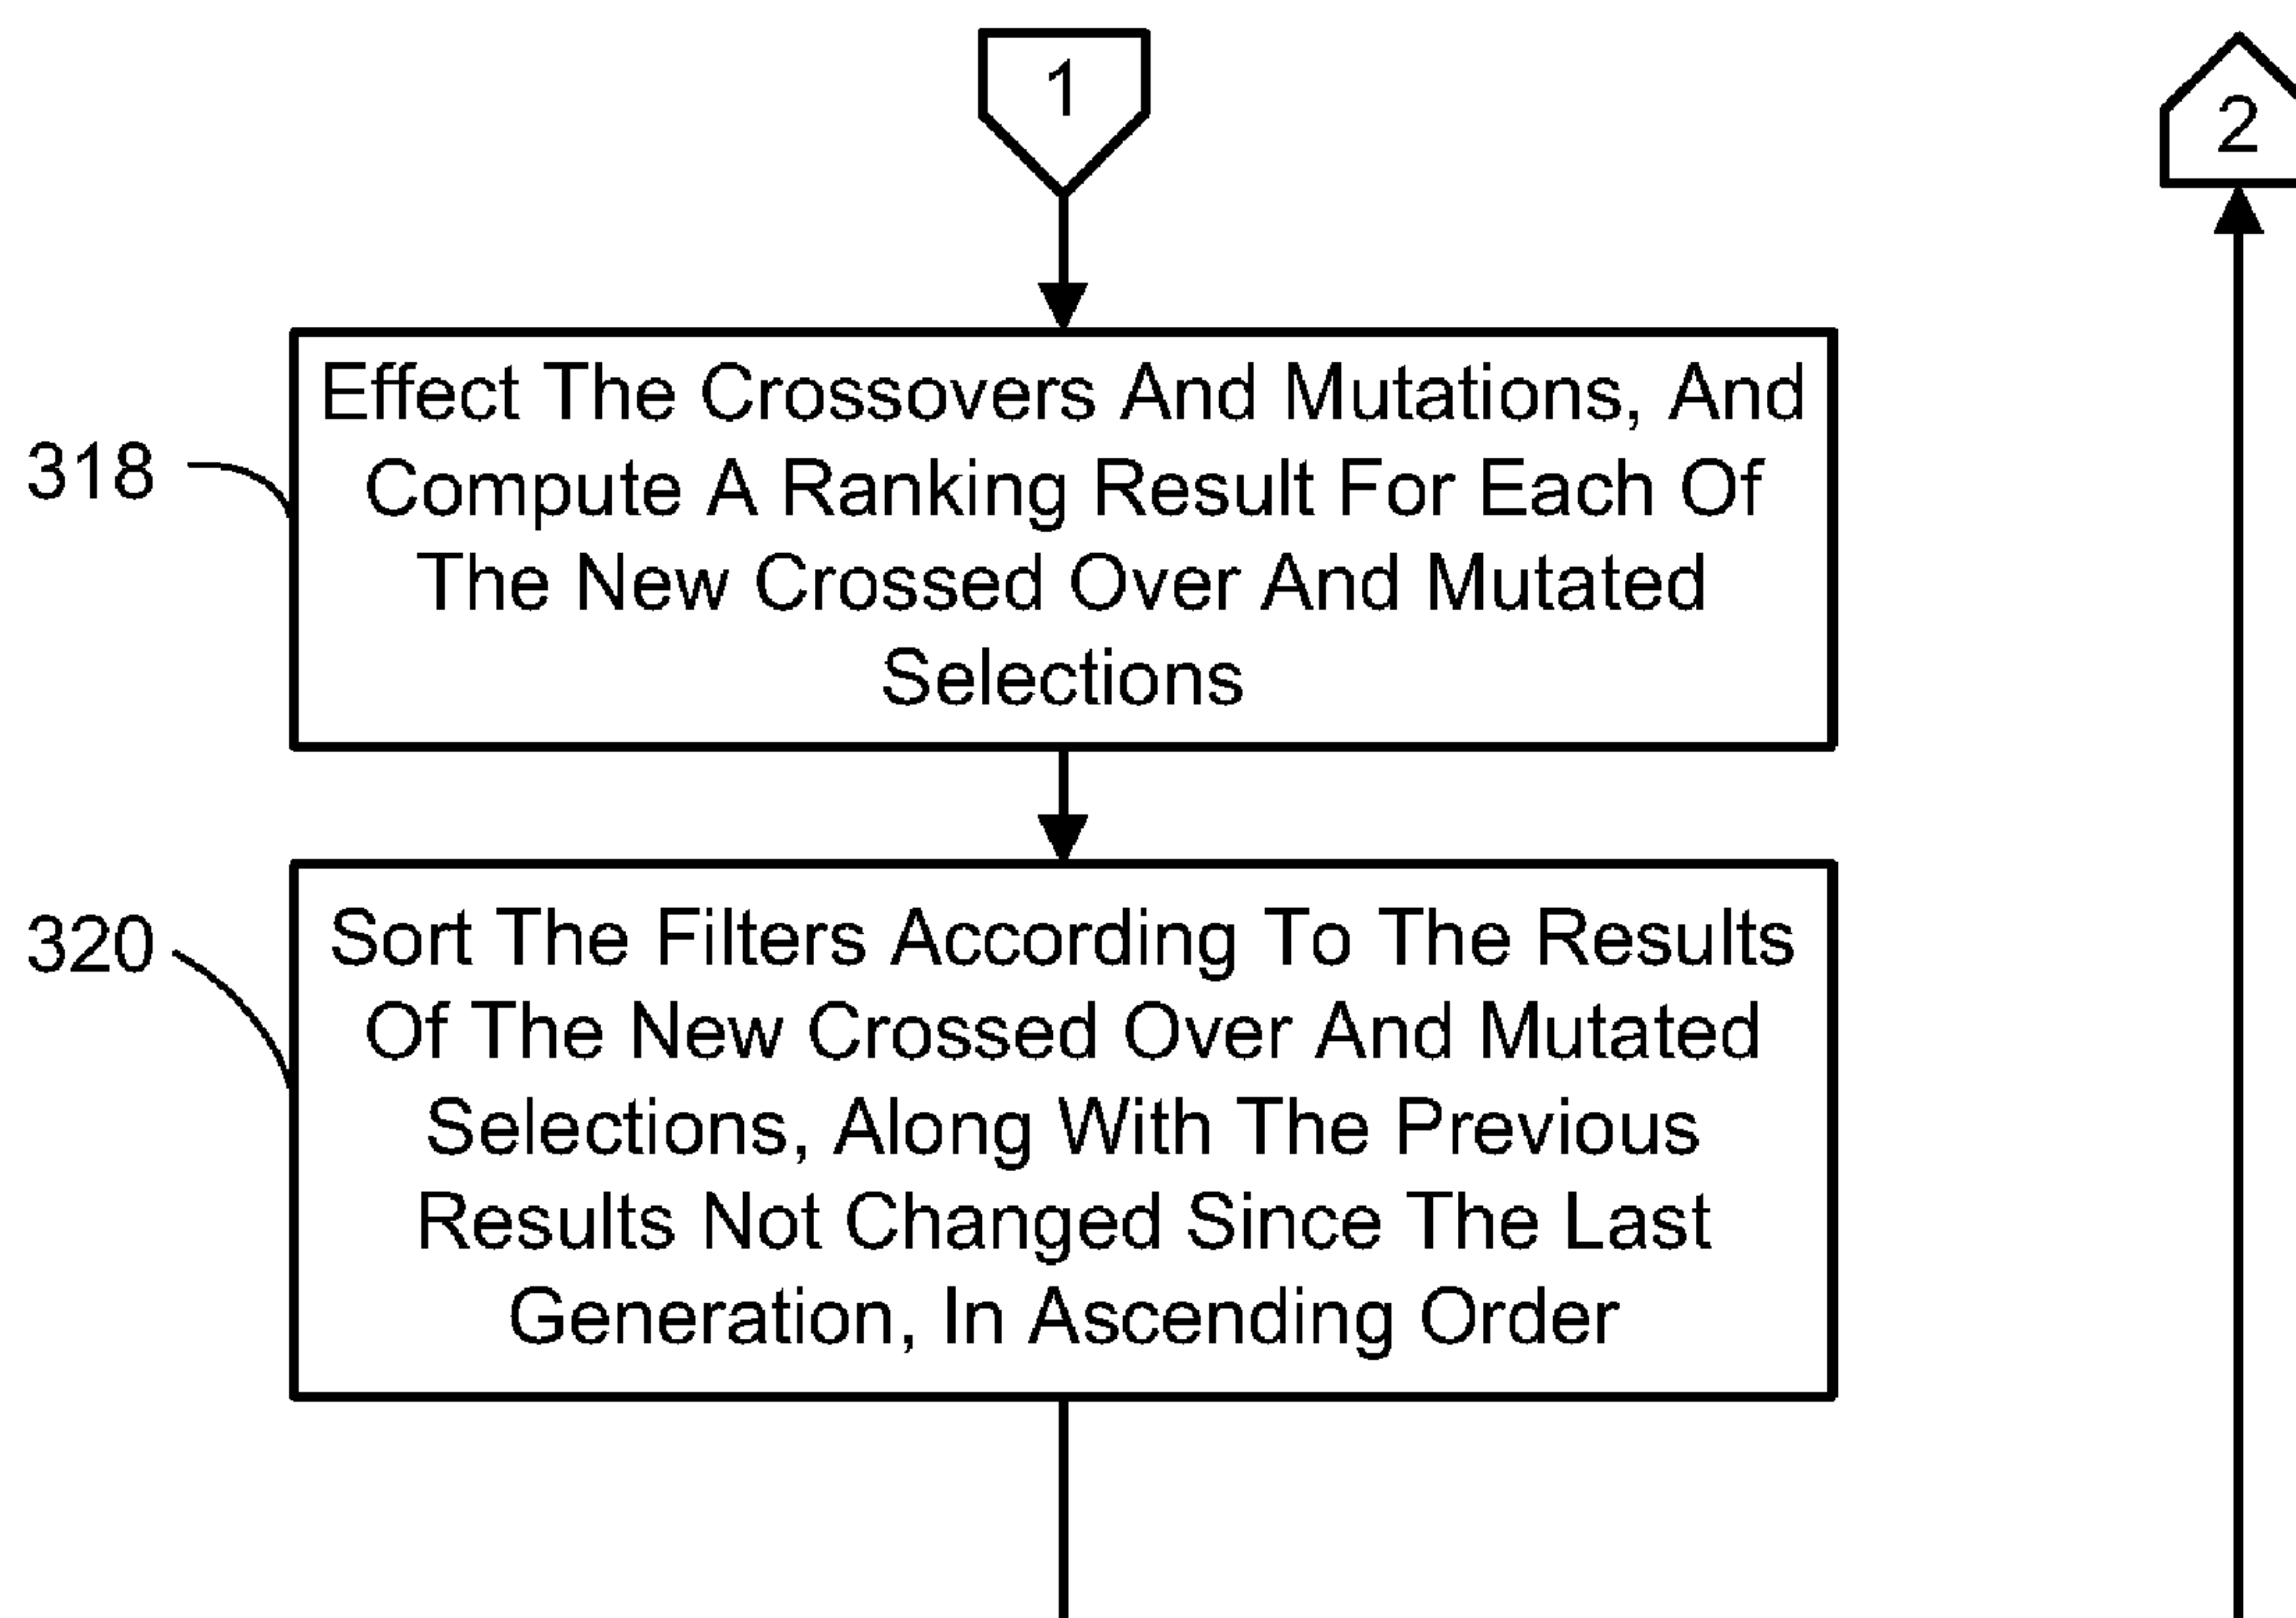 1
2
318
Effect The Crossovers And Mutations, And
Compute A Ranking Result For Each Of
The New Crossed Over And Mutated
Selections
320
Sort The Filters According To The Results
Of The New Crossed Over And Mutated
Selections, Along With The Previous
Results Not Changed Since The Last
Generation, In Ascending Order